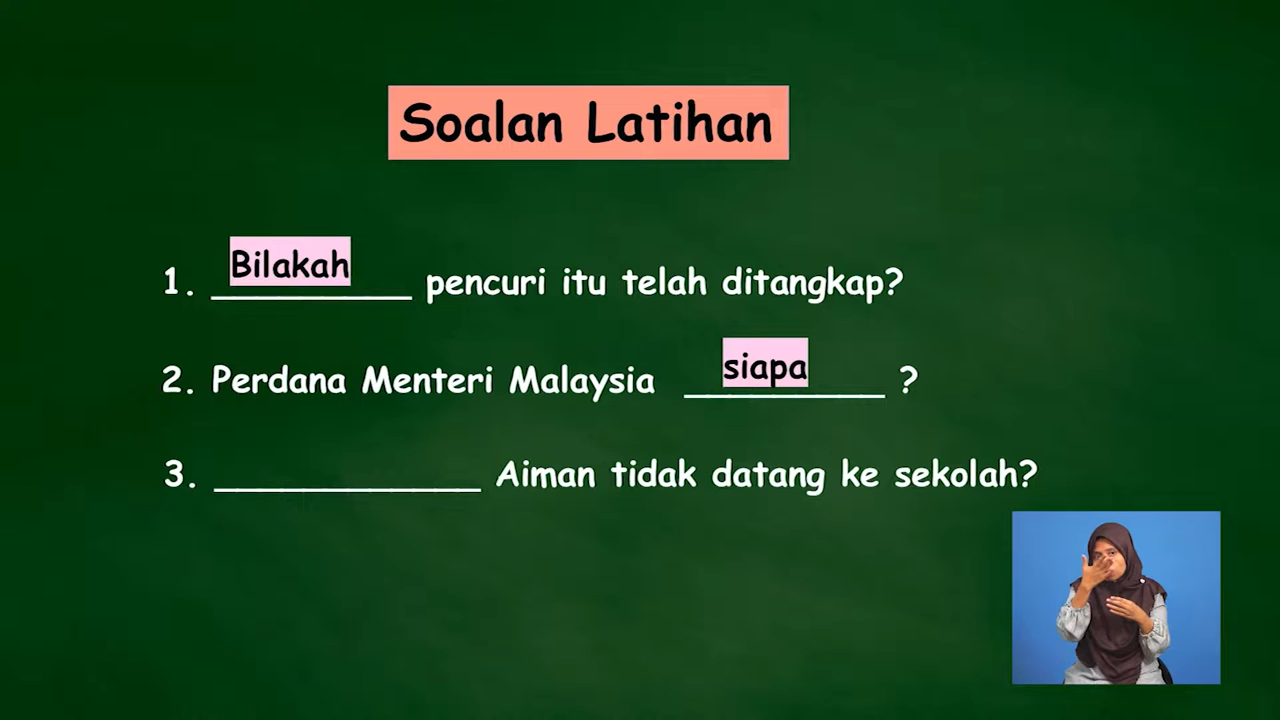 Soalan Latihan
1. Bilakah pencuri itu telah ditangkap?
2. Perdana Menteri Malaysia siapa ?
3. ____________ Aiman tidak datang ke sekolah?